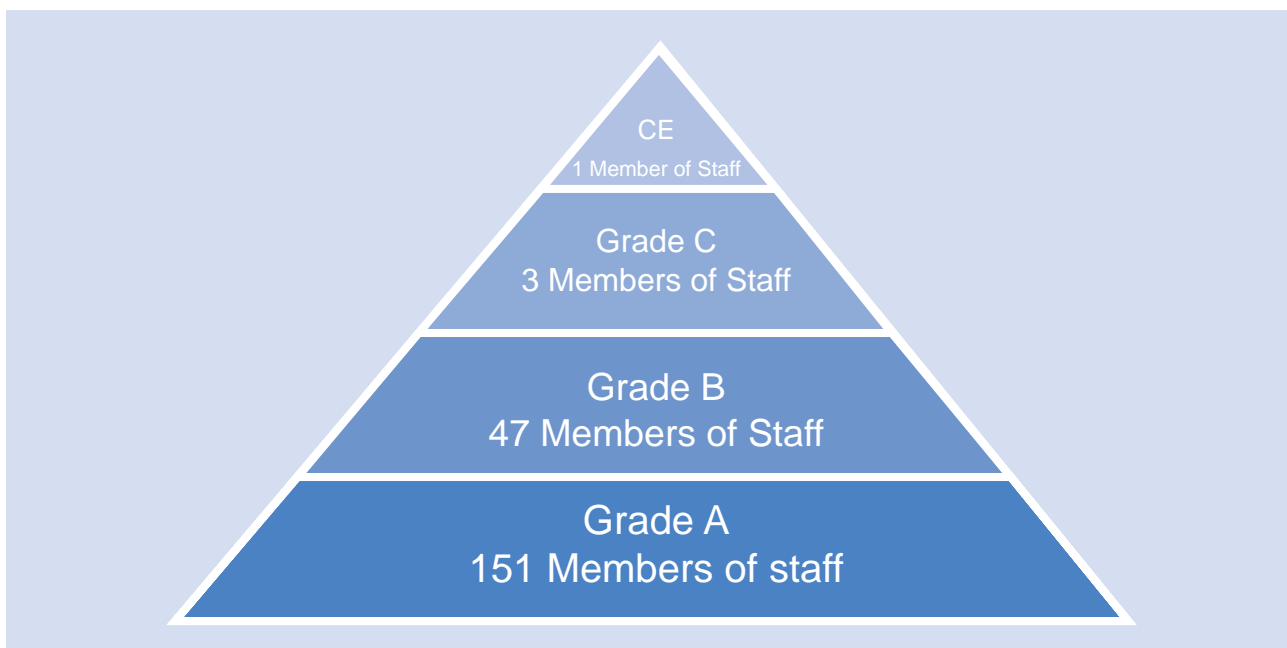 CE
1 Member of Staff
Grade C
3 Members of Staff
Grade B
47 Members of Staff
Grade A
151 Members of staff